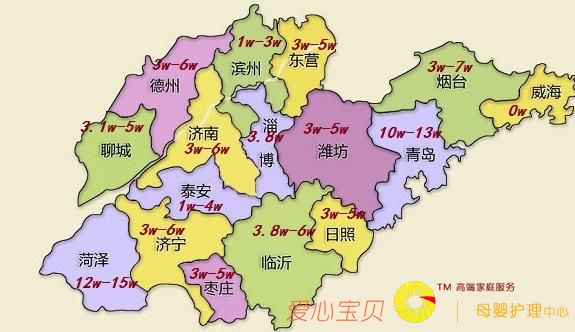 1w-3w
滨州
3w-5w
东营
3w-6w
德州
3w-7w
烟台
威海
0w
3.1w-5w
聊城
济南
3w-6w
淄
3.8w
博
3w-5w
潍坊
10w-13w
青岛
泰安
1w-4w
3w-6w
济宁
3.8w-6w
临沂
3w-5w
日照
菏泽
12w-15w
3w-5w
枣庄
爱心宝贝
TM 高端家庭服务
母婴护理中心